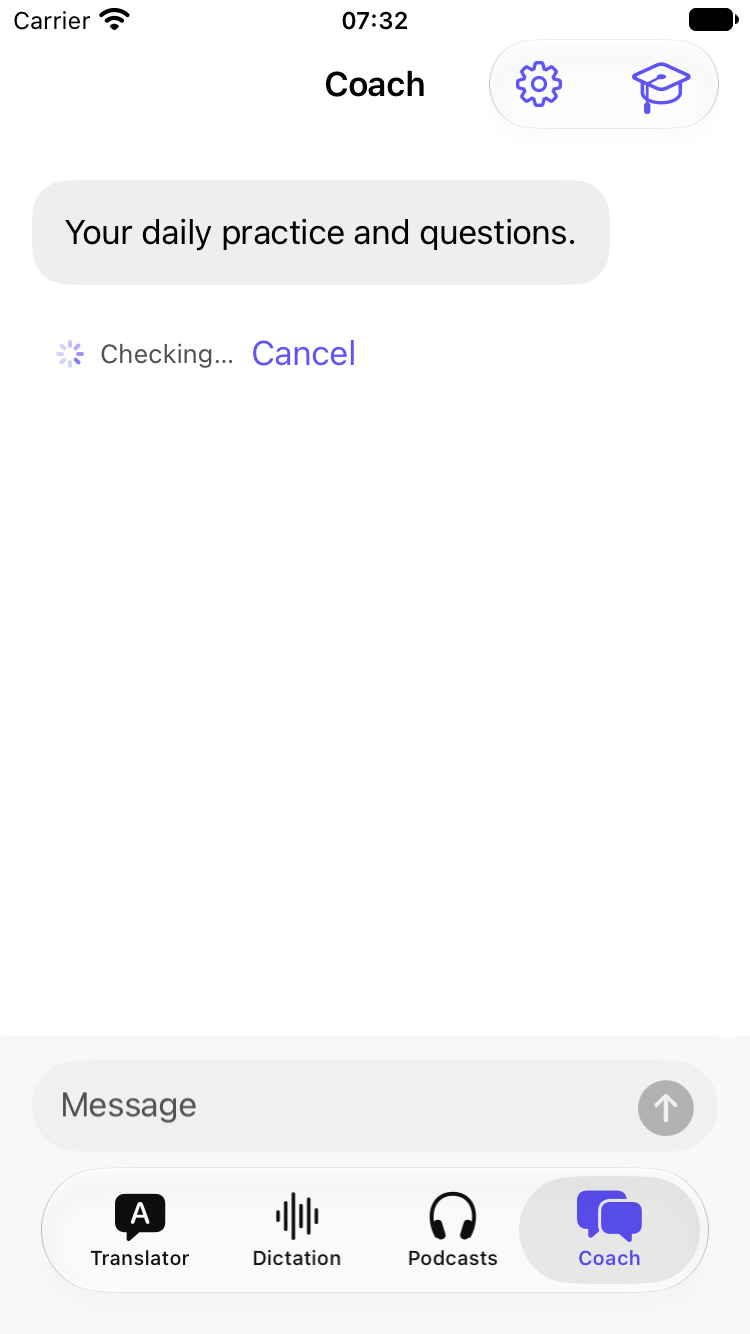 Carrier 07:32
Coach
Your daily practice and questions.
Checking... Cancel
Message
A
Translator Dictation Podcasts Coach